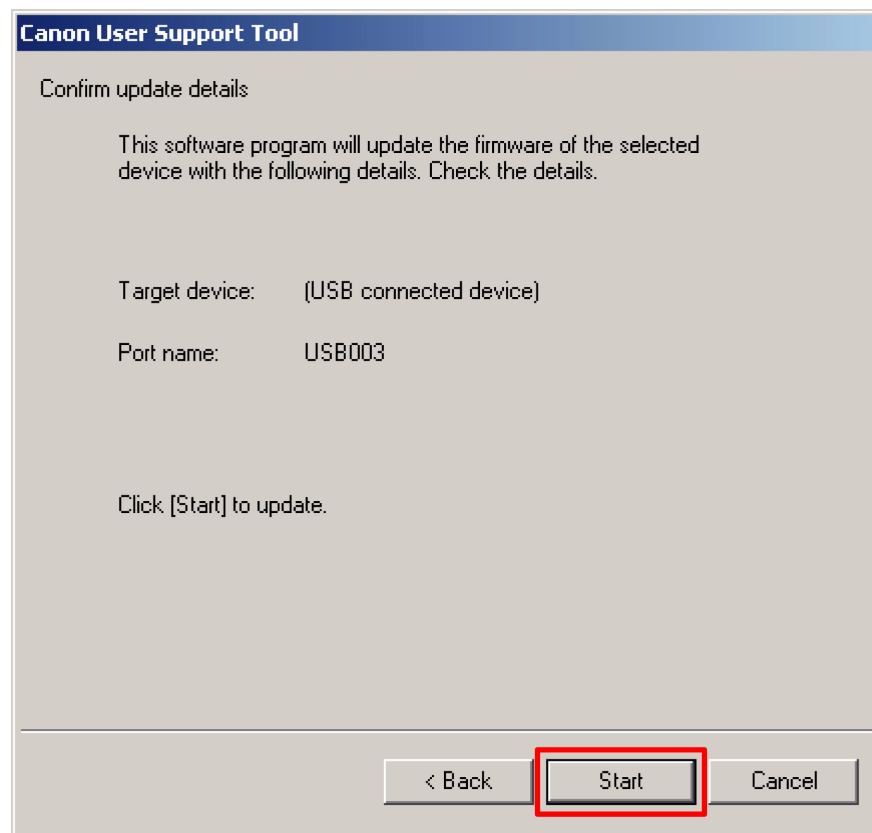 Canon User Support Tool
Confirm update details
This software program will update the firmware of the selected
device with the following details. Check the details.
Target device: (USB connected device)
Port name: USB003
Click [Start] to update.
< Back Start Cancel